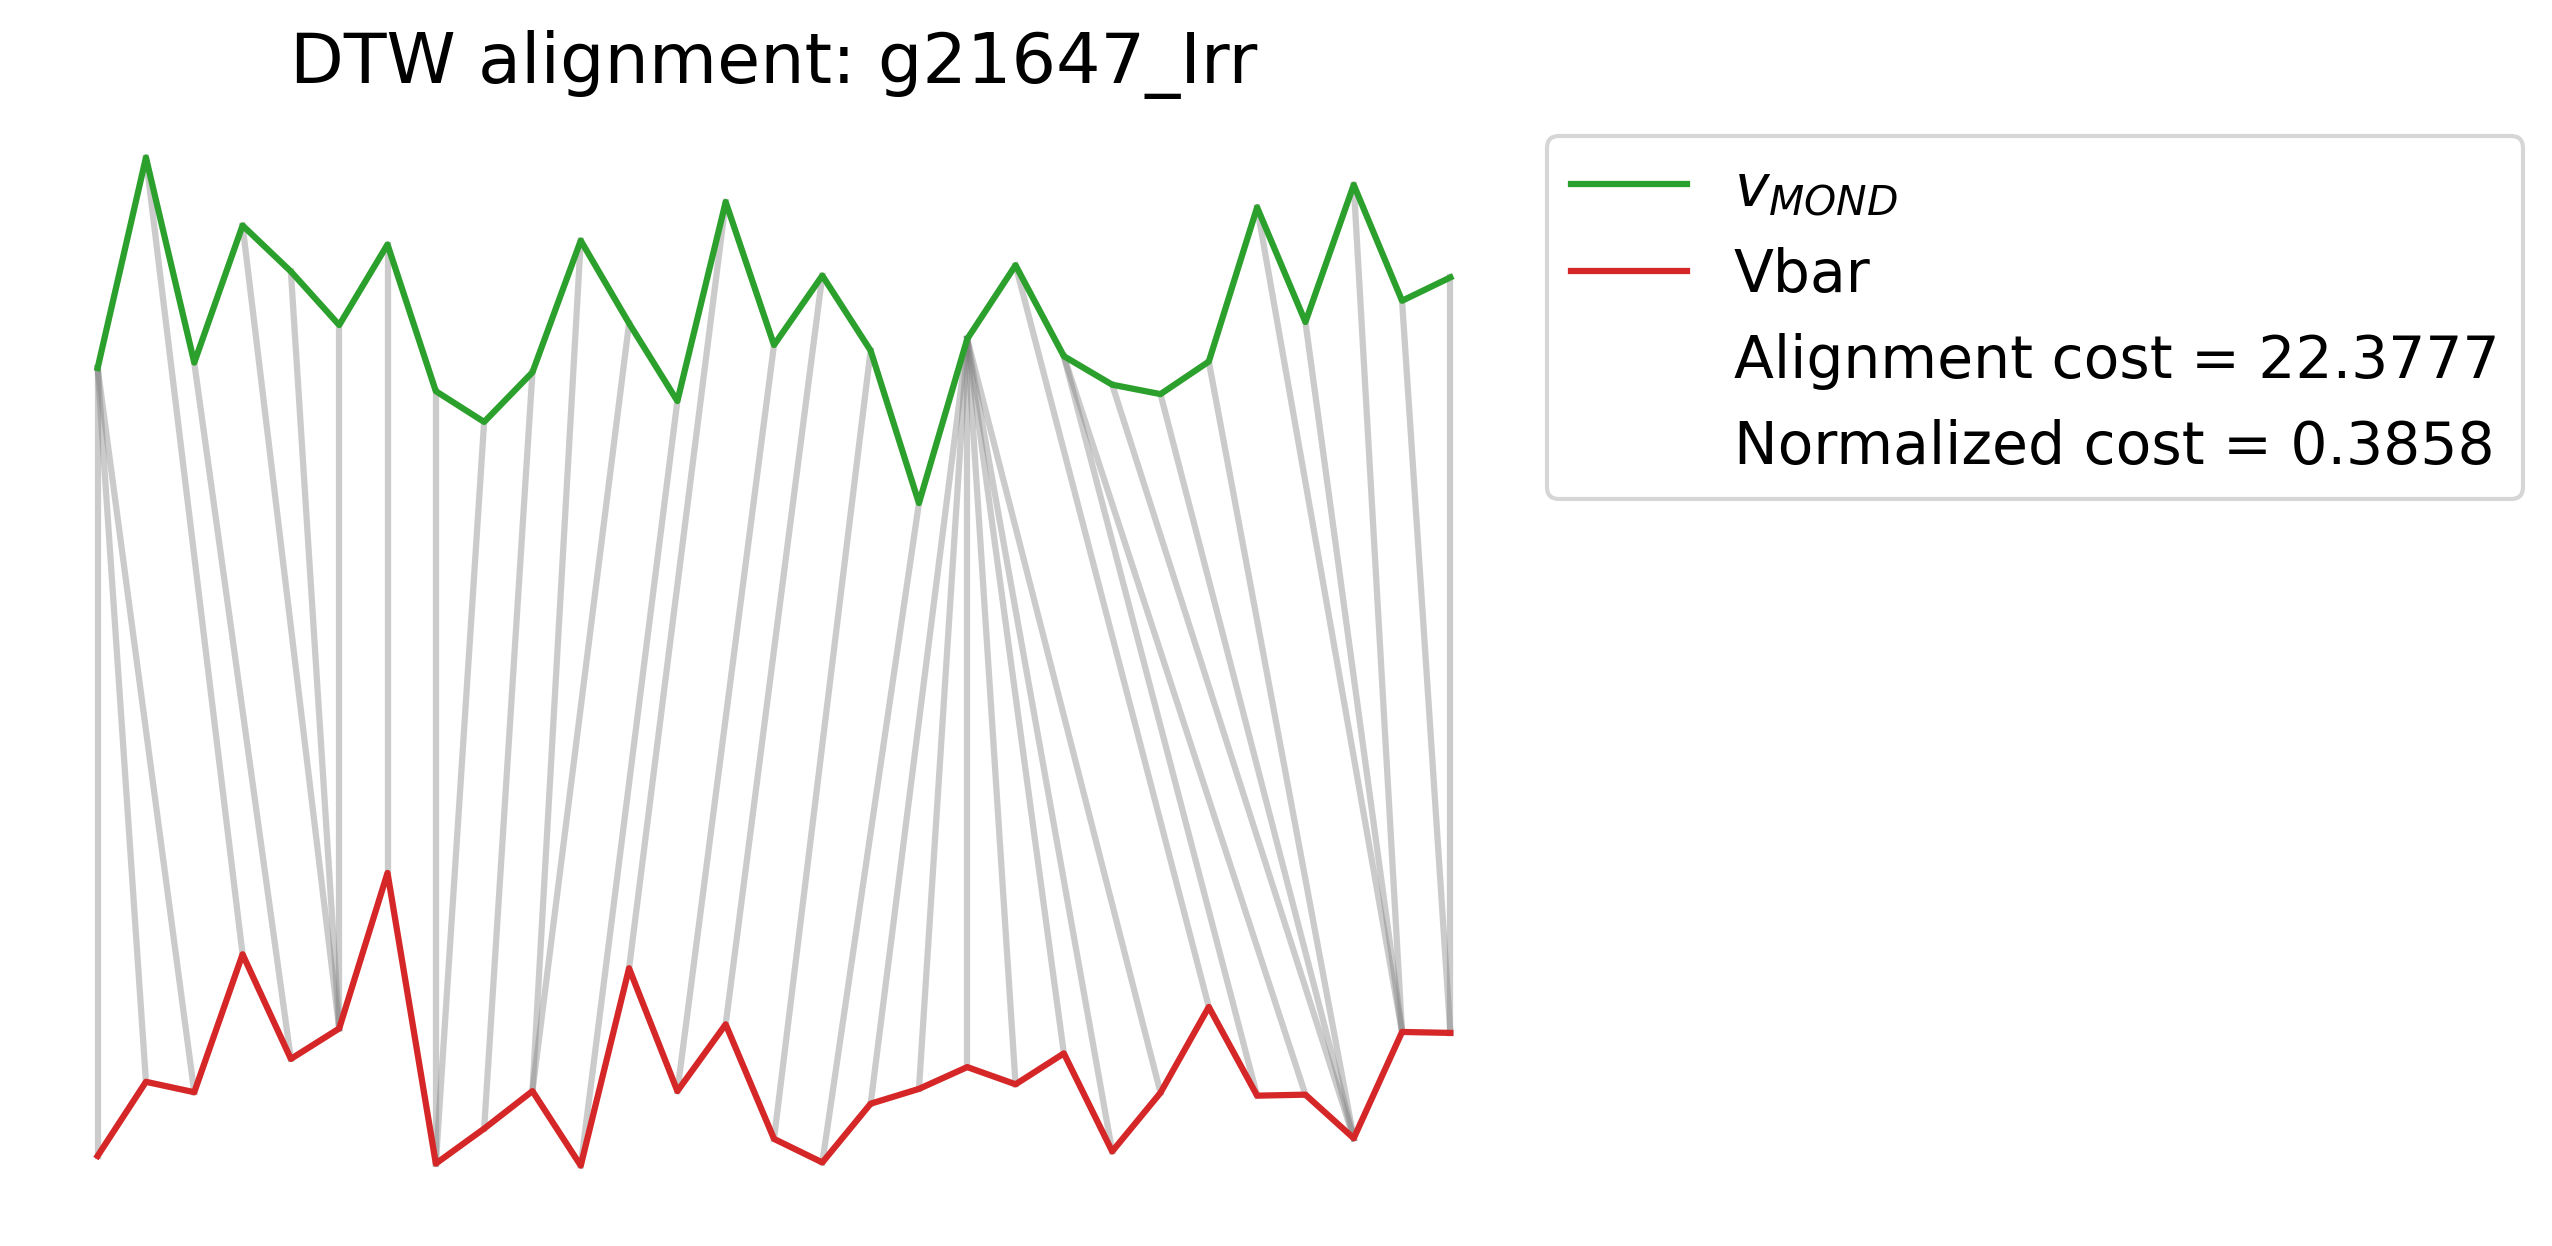 DTW alignment: g21647_Irr
v_MOND
Vbar
Alignment cost = 22.3777
Normalized cost = 0.3858